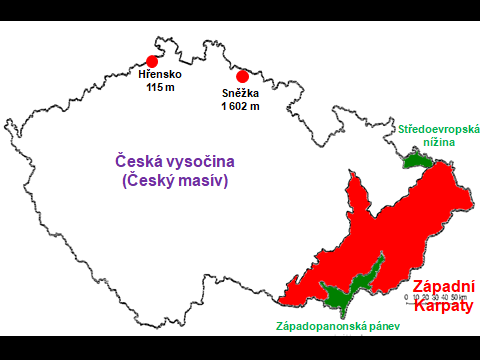 Hřensko
115 m
Sněžka
1 602 m
Středoevropská
nížina
Česká vysočina
(Český masív)
Západní
Karpaty
0 10 20 30 40 50 km
Západopanonská pánev